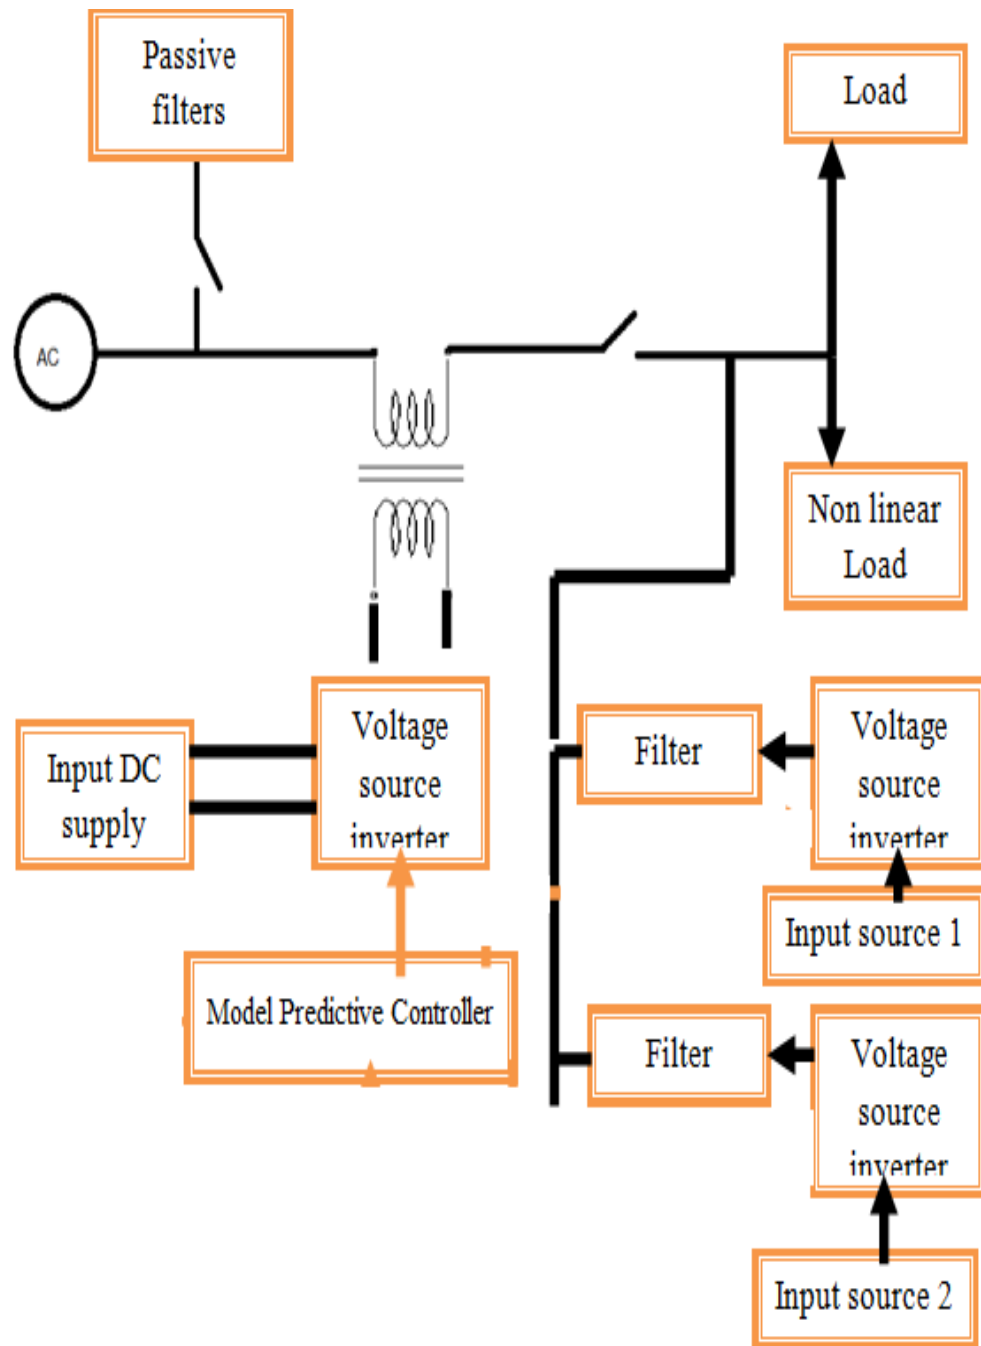 Passive
filters
Load
AC
Non linear
Load
Voltage
source
inverter
Input DC
supply
Filter
Voltage
source
inverter
Input source 1
Model Predictive Controller
Filter
Voltage
source
inverter
Input source 2